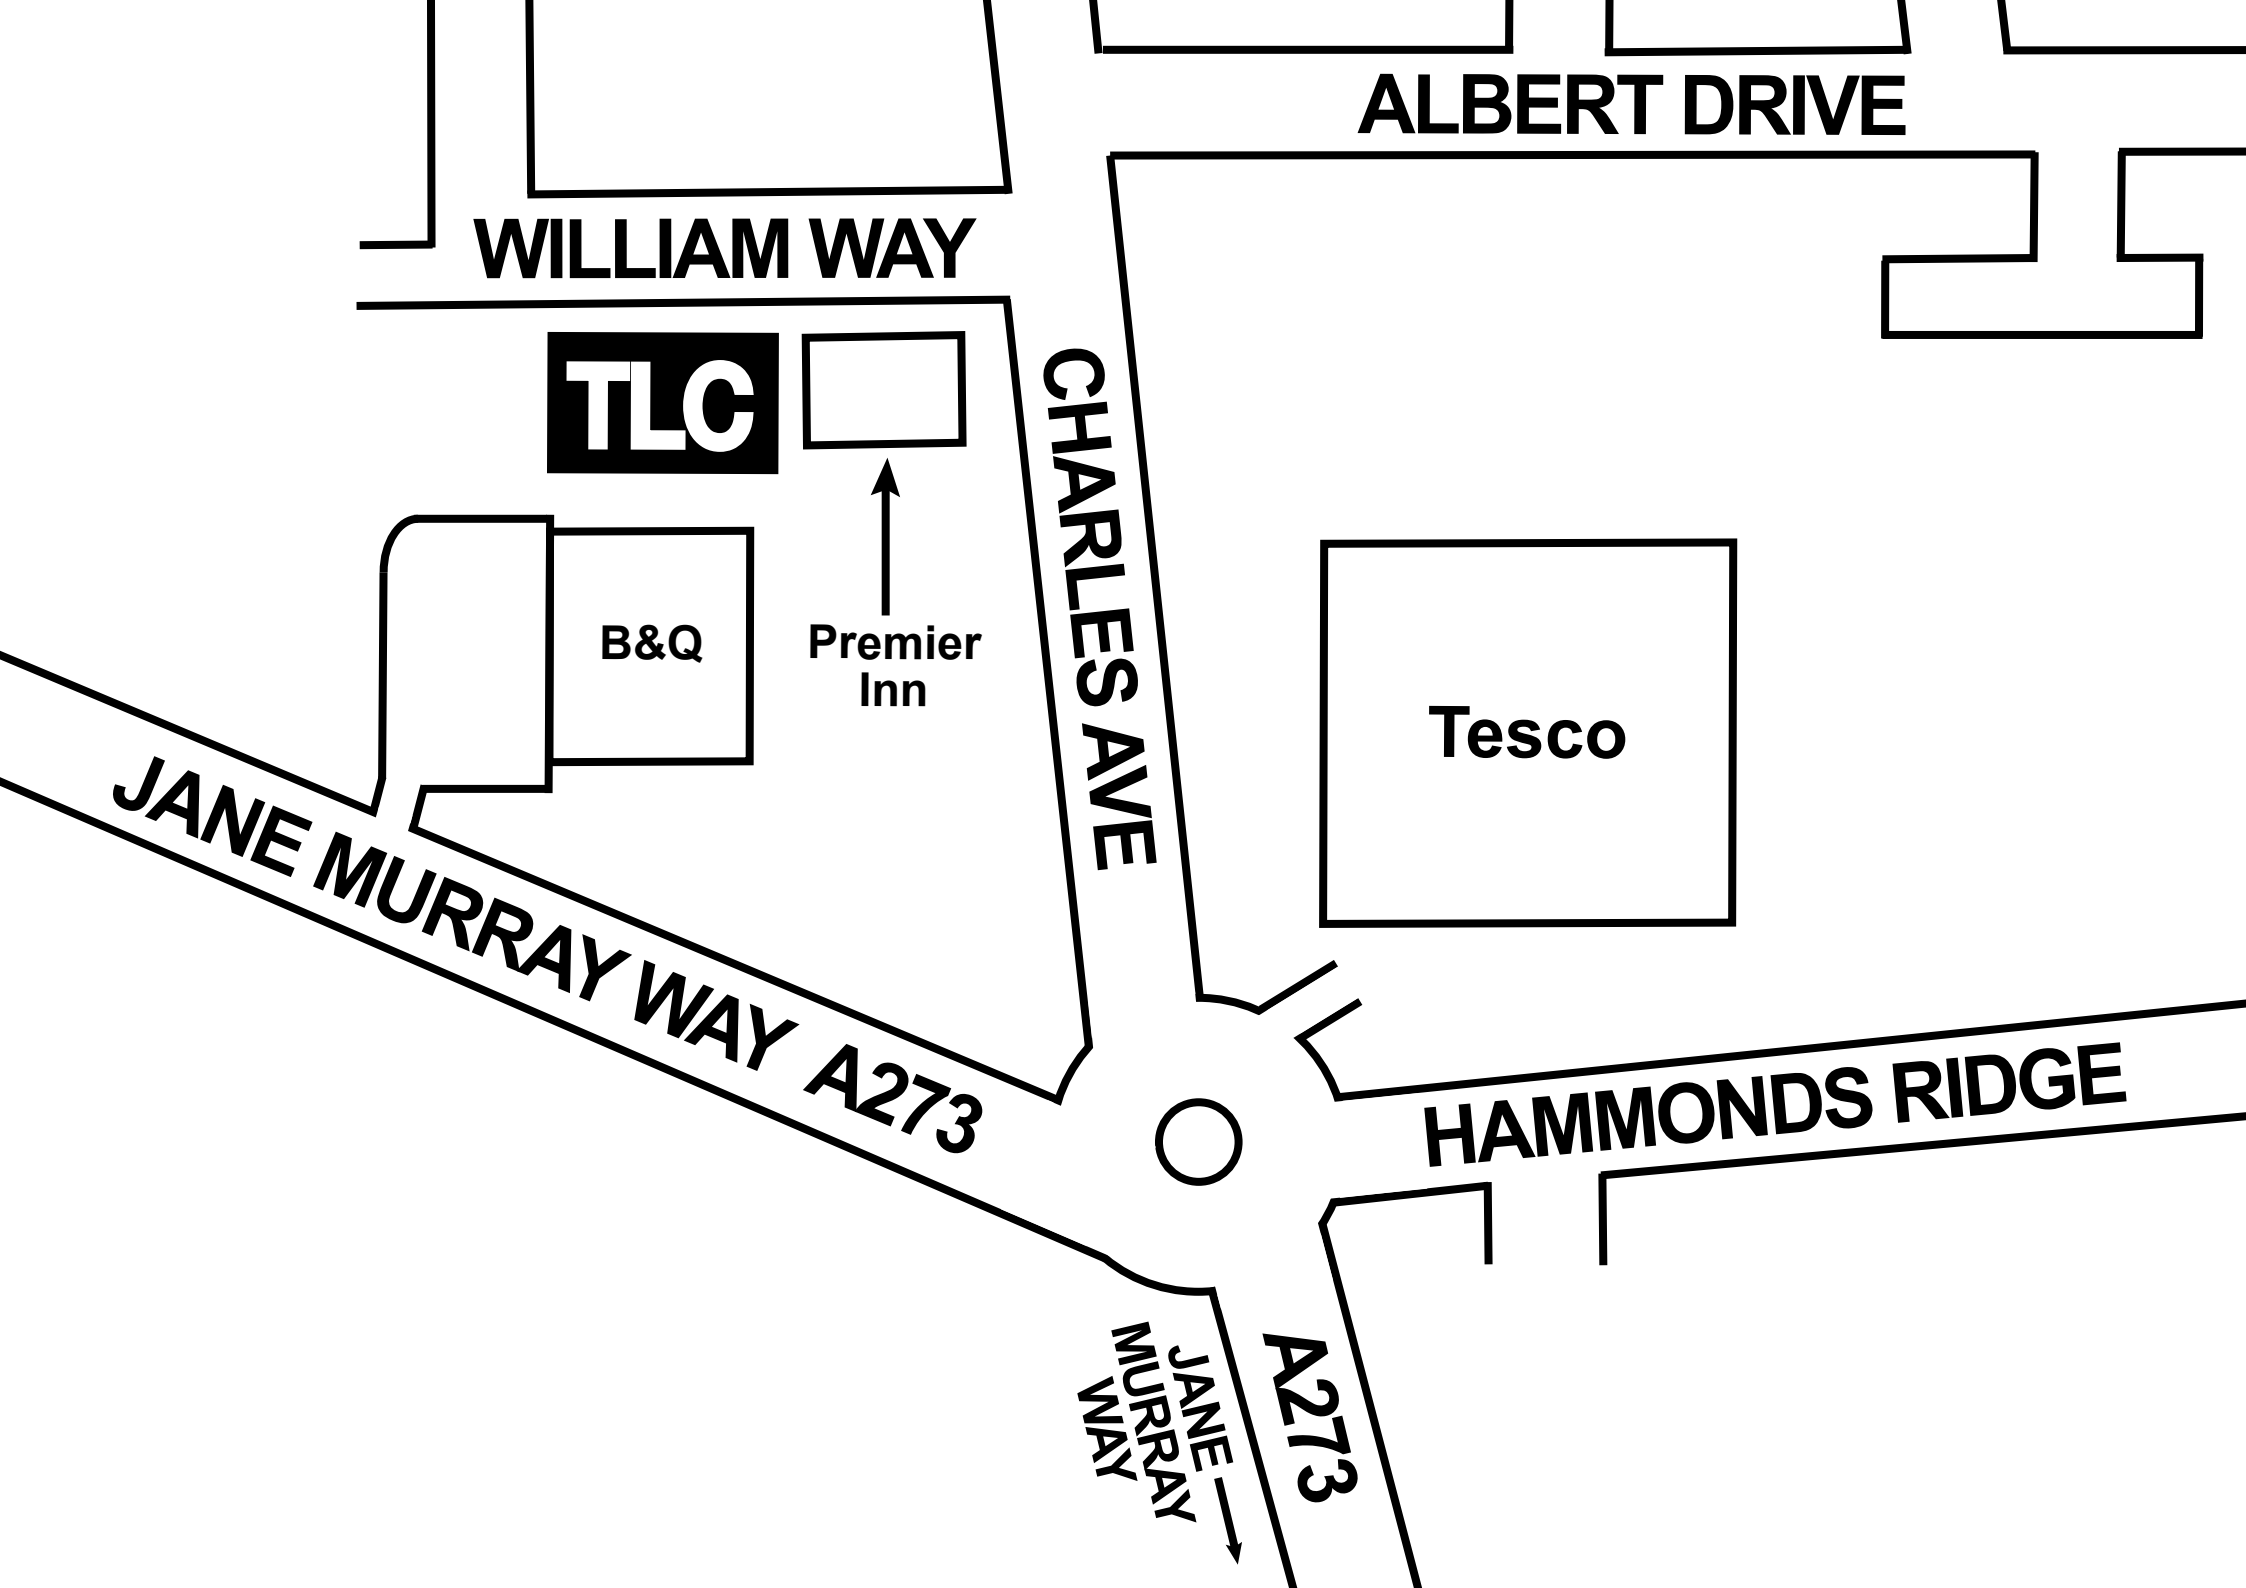 ALBERT DRIVE
WILLIAM WAY
TLC
CHARLES AVE
B&Q
Premier
Inn
Tesco
JANE MURRAY WAY A273
HAMMONDS RIDGE
JANE
MURRAY
WAY
A273